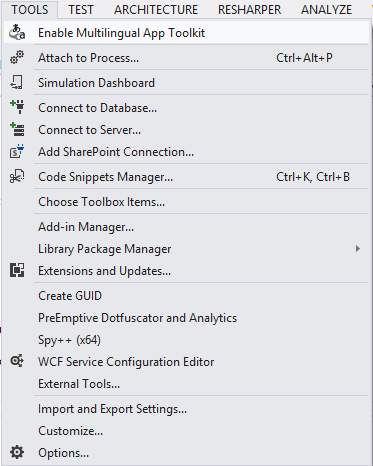 TOOLS TEST ARCHITECTURE RESHARPER ANALYZE
Enable Multilingual App Toolkit
Attach to Process... Ctrl+Alt+P
Simulation Dashboard
Connect to Database...
Connect to Server...
Add SharePoint Connection...
Code Snippets Manager... Ctrl+K, Ctrl+B
Choose Toolbox Items...
Add-in Manager...
Library Package Manager
Extensions and Updates...
Create GUID
PreEmptive Dotfuscator and Analytics
Spy++ (x64)
WCF Service Configuration Editor
External Tools...
Import and Export Settings...
Customize...
Options...